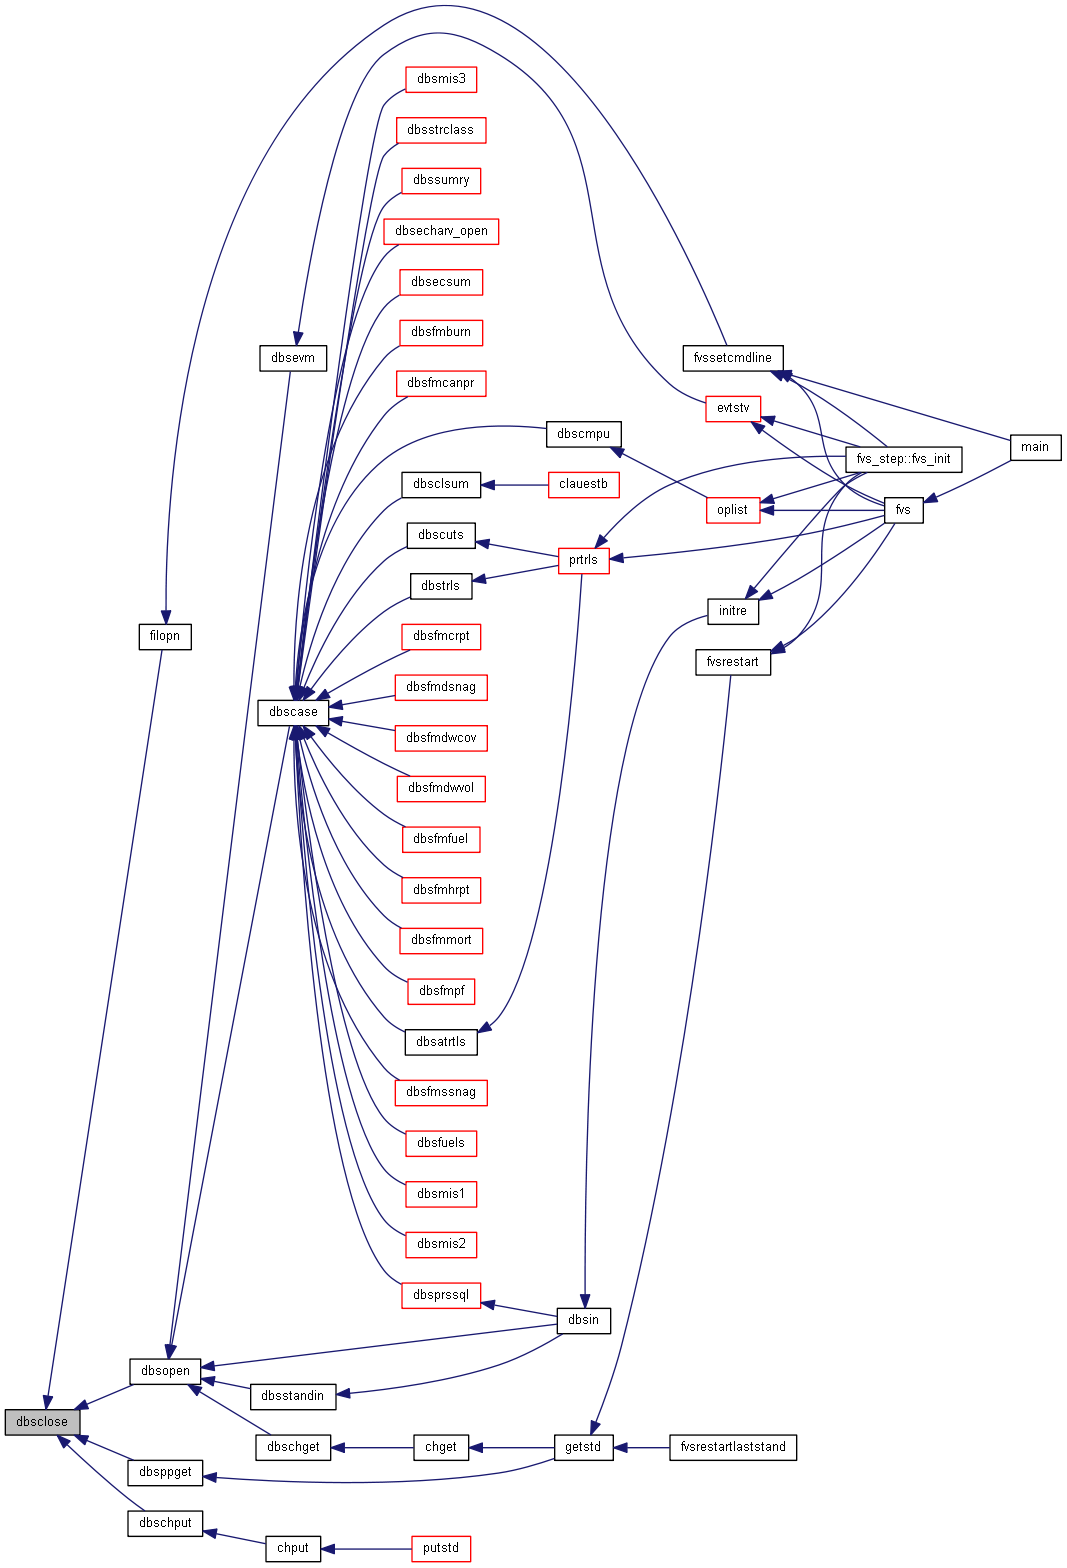 dbsmis3
dbsstrclass
dbssumry
dbsecharv_open
dbsecsum
dbsfmburn
dbsevm
fvssetcmdline
dbsfmcanpr
evtstv
dbscmpu
main
fvs_step::fvs_init
dbsclsum
clauestb
oplist
fvs
dbscuts
prtrls
dbstrls
initre
filopn
dbsfmcrpt
fvsrestart
dbsfmdsnag
dbscase
dbsfmdwcov
dbsfmdwvol
dbsfmfuel
dbsfmhrpt
dbsfmmort
dbsfmpf
dbsatrtls
dbsfmssnag
dbsfuels
dbsmis1
dbsmis2
dbsprssql
dbsin
dbsopen
dbsstandin
dbsclose
dbschget
chget
getstd
fvsrestartlaststand
dbsppget
dbschput
chput
putstd